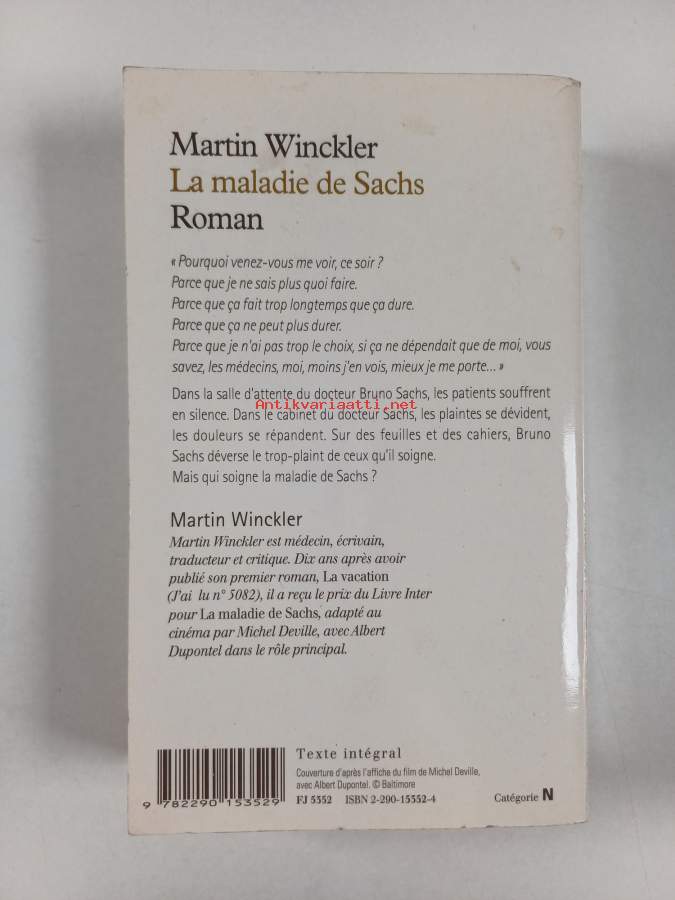 Martin Winckler
La maladie de Sachs
Roman
« Pourquoi venez-vous me voir, ce soir ?
Parce que je ne sais plus quoi faire.
Parce que ça fait trop longtemps que ça dure.
Parce que ça ne peut plus durer.
Parce que je n'ai pas trop le choix, si ça ne dépendait que de moi, vous
savez, les médecins, moi, moins j'en vois, mieux je me porte... »
Dans la salle d'attente du docteur Bruno Sachs, les patients souffrent
Antikvariaatti.net
en silence. Dans le cabinet du docteur Sachs, les plaintes se dévident,
les douleurs se répandent. Sur des feuilles et des cahiers, Bruno
Sachs déverse le trop-plaint de ceux qu'il soigne.
Mais qui soigne la maladie de Sachs ?
Martin Winckler
Martin Winckler est médecin, écrivain,
traducteur et critique. Dix ans après avoir
publié son premier roman, La vacation
(J'ai lu n° 5082), il a reçu le prix du Livre Inter
pour La maladie de Sachs, adapté au
cinéma par Michel Deville, avec Albert
Dupontel dans le rôle principal.
Texte intégral
Couverture d'après l'affiche du film de Michel Deville,
avec Albert Dupontel. © Baltimore
FJ 5352 ISBN 2-290-15352-4
Catégorie N
9 782290 153529